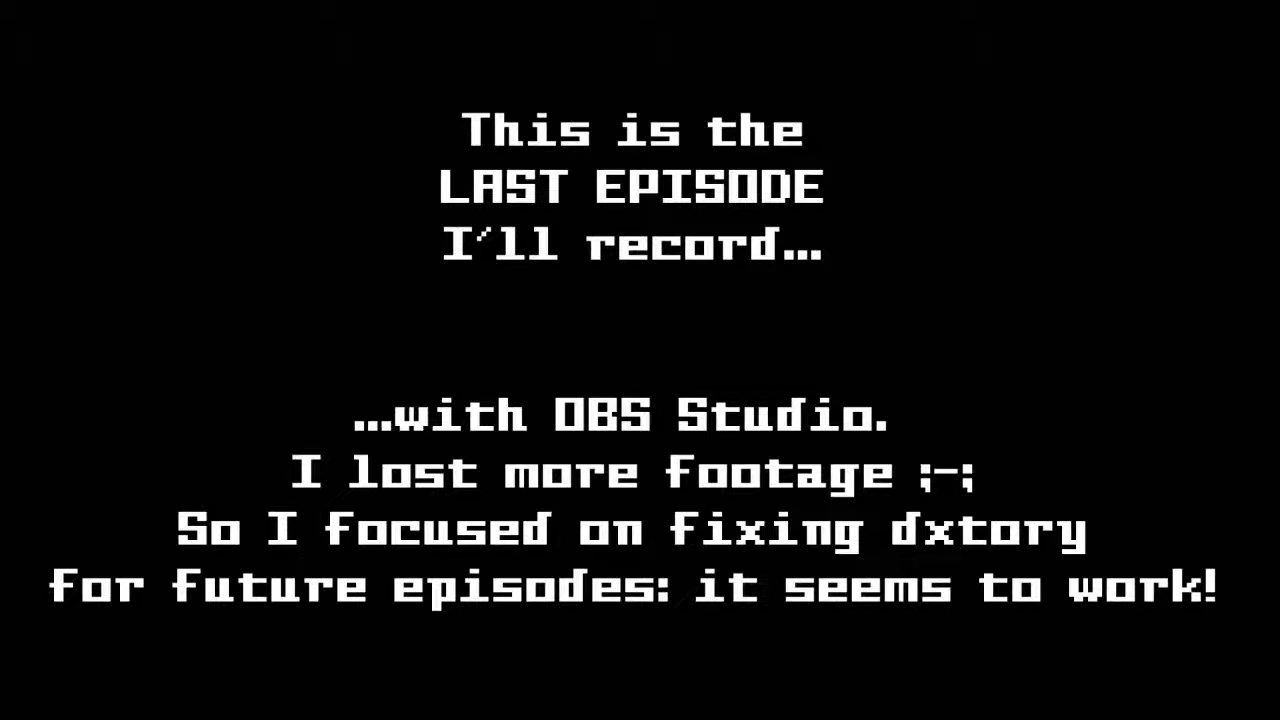 This is the
LAST EPISODE
I'll record...
...with OBS Studio.
I lost more footage ;-;
So I focused on fixing dxtory
for future episodes: it seems to work!